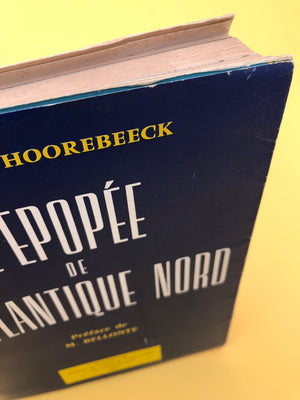 HOOREBEECK
ÉPOPÉE
DE
LANTIQUE NORD
Préface de
M. BELLONTE